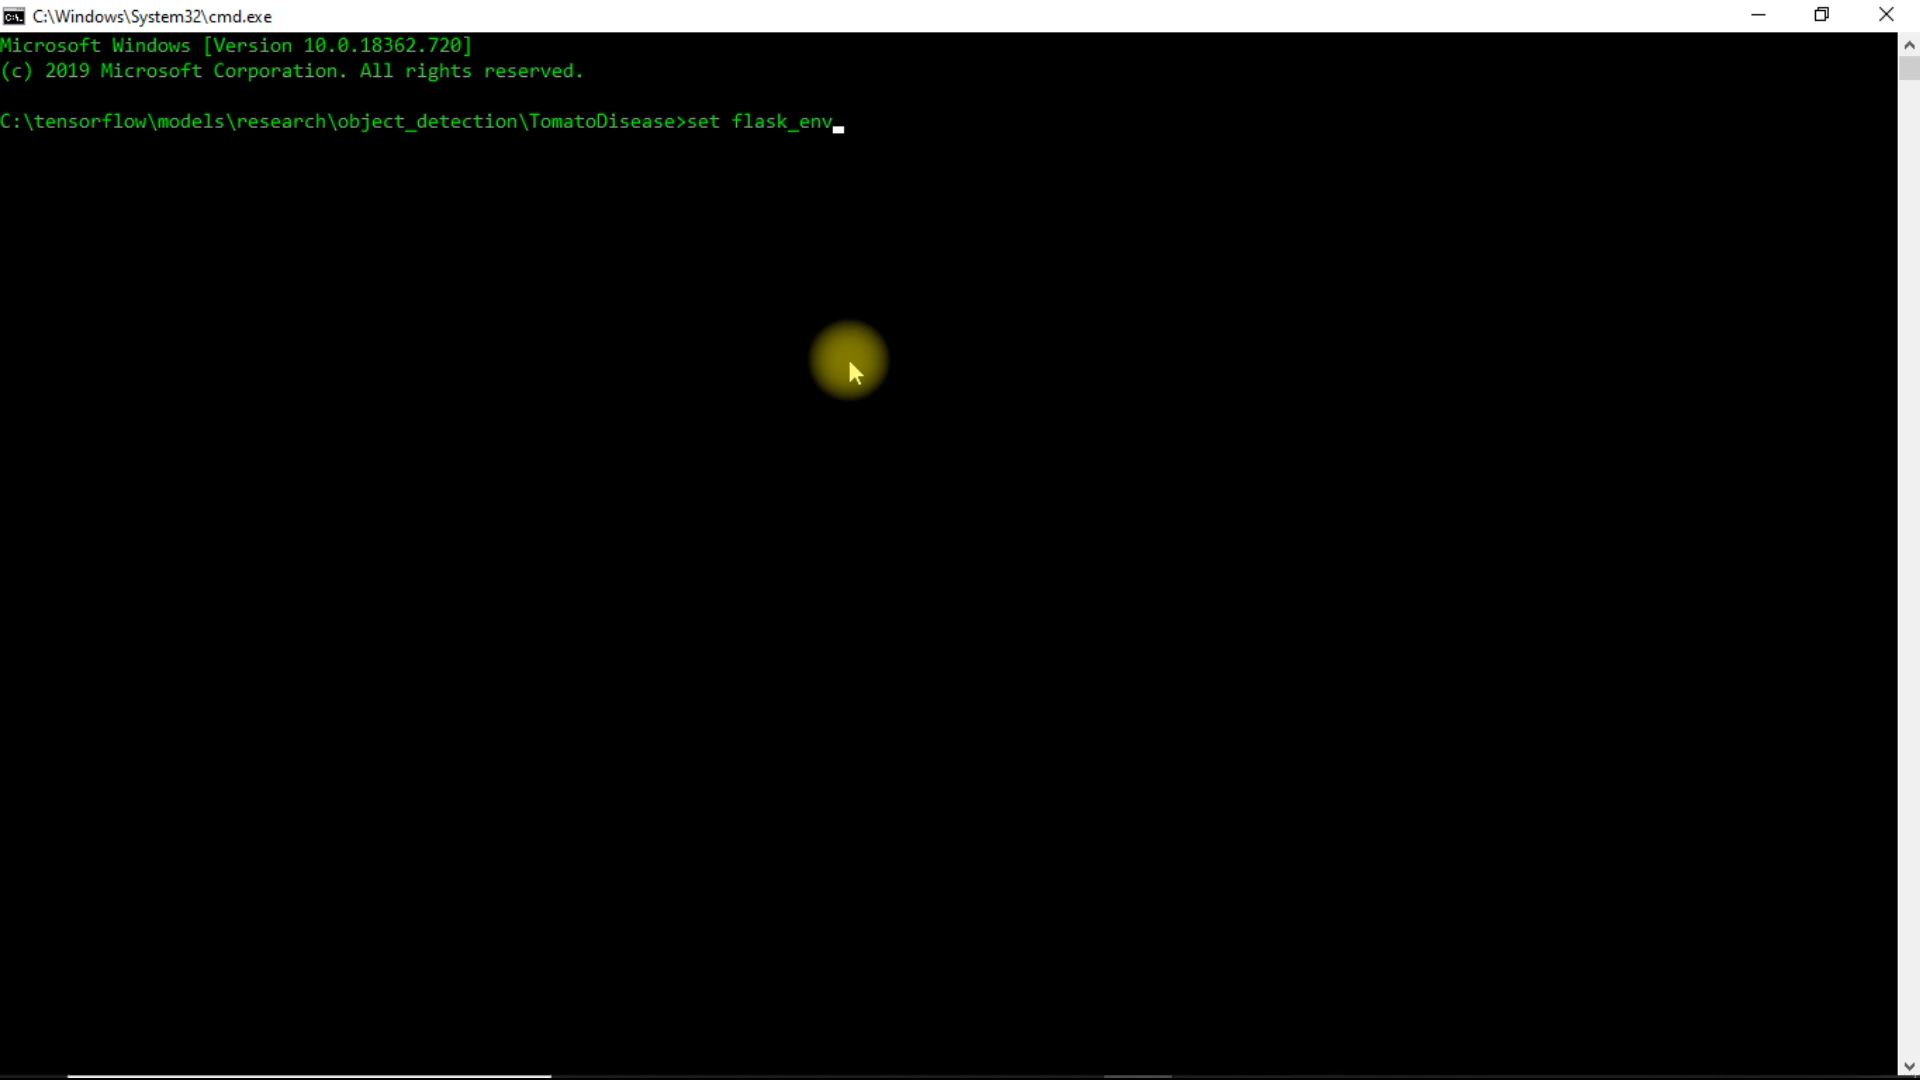 C:\Windows\System32\cmd.exe
Microsoft Windows [Version 10.0.18362.720]
(c) 2019 Microsoft Corporation. All rights reserved.
C:\tensorflow\models\research\object_detection\TomatoDisease>set flask_env